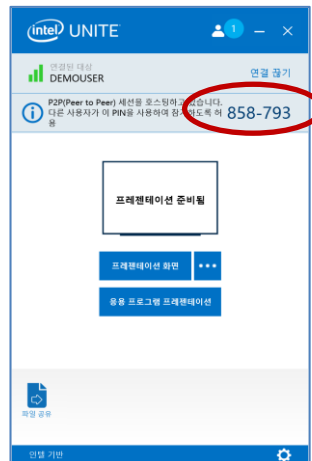 intel UNITE
1
연결된 대상
DEMOUSER
연결 끊기
P2P(Peer to Peer) 세션을 호스팅하고 있습니다.
다른 사용자가 이 PIN을 사용하여 참가하도록 허
용
858-793
프레젠테이션 준비됨
프레젠테이션 화면
응용 프로그램 프레젠테이션
파일 공유
인텔 기반